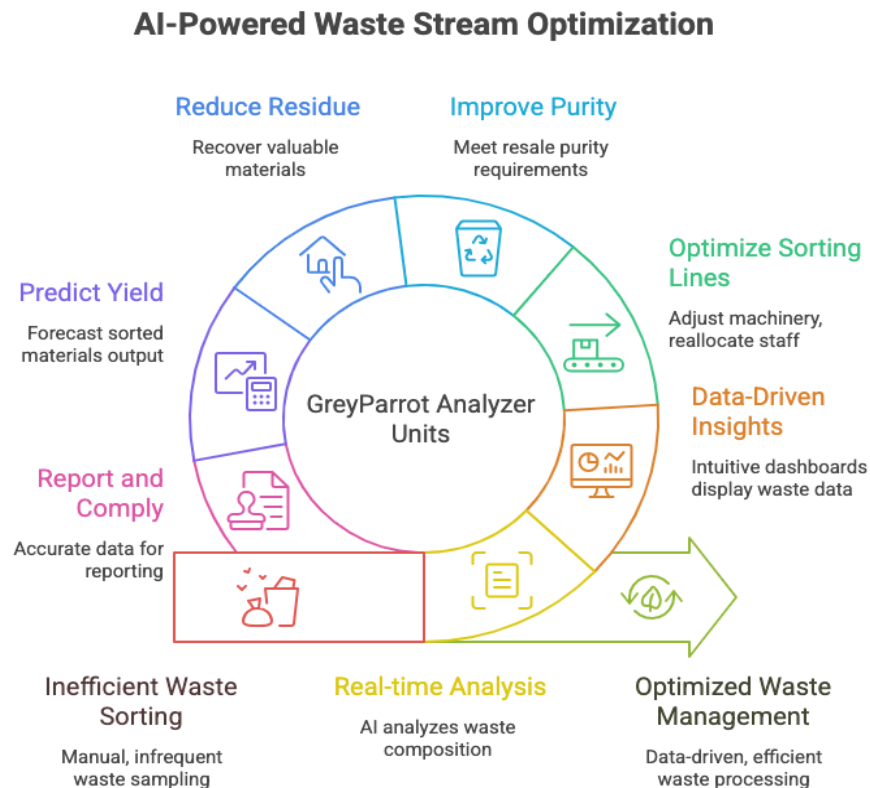 AI-Powered Waste Stream Optimization
Reduce Residue
Recover valuable
materials
Improve Purity
Meet resale purity
requirements
Optimize Sorting
Lines
Adjust machinery,
reallocate staff
Predict Yield
Forecast sorted
materials output
GreyParrot Analyzer
Units
Data-Driven
Insights
Intuitive dashboards
display waste data
Report and
Comply
Accurate data for
reporting
Inefficient Waste
Sorting
Manual, infrequent
waste sampling
Real-time Analysis
AI analyzes waste
composition
Optimized Waste
Management
Data-driven, efficient
waste processing